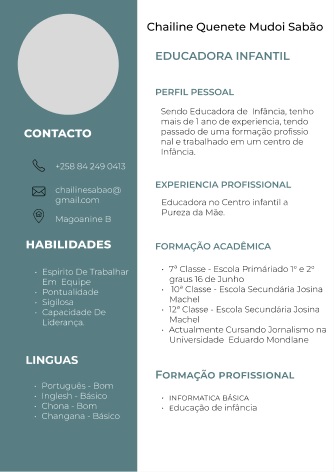 Chailine Quenete Mudoi Sabão
EDUCADORA INFANTIL
PERFIL PESSOAL
Sendo Educadora de Infância, tenho
mais de 1 ano de experiencia, tendo
passado de uma formação profissio
nal e trabalhado em um centro de
Infância.
EXPERIENCIA PROFISSIONAL
Educadora no Centro infantil a
Pureza da Mãe.
FORMAÇÃO ACADÊMICA
• 7ª Classe - Escola Primáriado 1° e 2°
graus 16 de Junho
• 10ª Classe - Escola Secundária Josina
Machel
• 12ª Classe - Escola Secundária Josina
Machel
• Actualmente Cursando Jornalismo na
Universidade Eduardo Mondlane
FORMAÇÃO PROFISSIONAL
• INFORMATICA BÁSICA
• Educação de infância
CONTACTO
+258 84 249 0413
chailinesabao@
gmail.com
Magoanine B
HABILIDADES
• Espirito De Trabalhar
Em Equipe
• Pontualidade
• Sigilosa
• Capacidade De
Liderança.
LINGUAS
• Português - Bom
• Inglesh - Básico
• Chona - Bom
• Changana - Básico